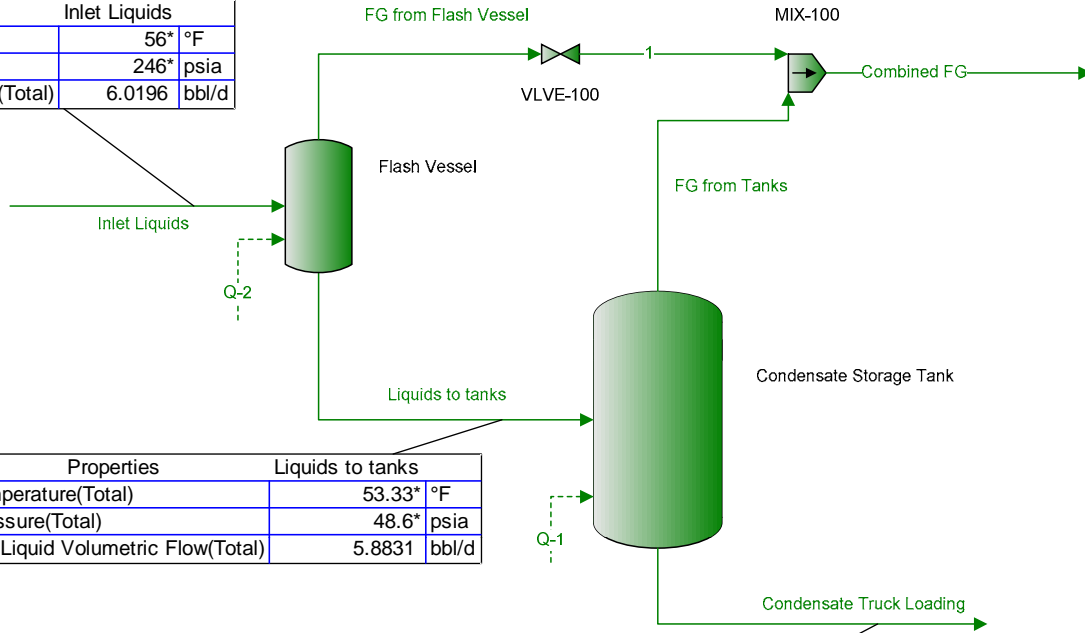 Inlet Liquids
56* °F
246* psia
(Total) 6.0196 bbl/d
FG from Flash Vessel
MIX-100
1
Combined FG
VLVE-100
Flash Vessel
FG from Tanks
Inlet Liquids
Q-2
Condensate Storage Tank
Liquids to tanks
Properties Liquids to tanks
perature(Total) 53.33* °F
ssure(Total) 48.6* psia
Liquid Volumetric Flow(Total) 5.8831 bbl/d
Q-1
Condensate Truck Loading